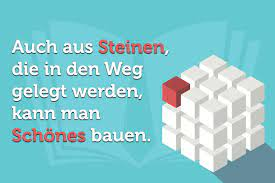 Auch aus Steinen,
die in den Weg
gelegt werden,
kann man
Schönes bauen.